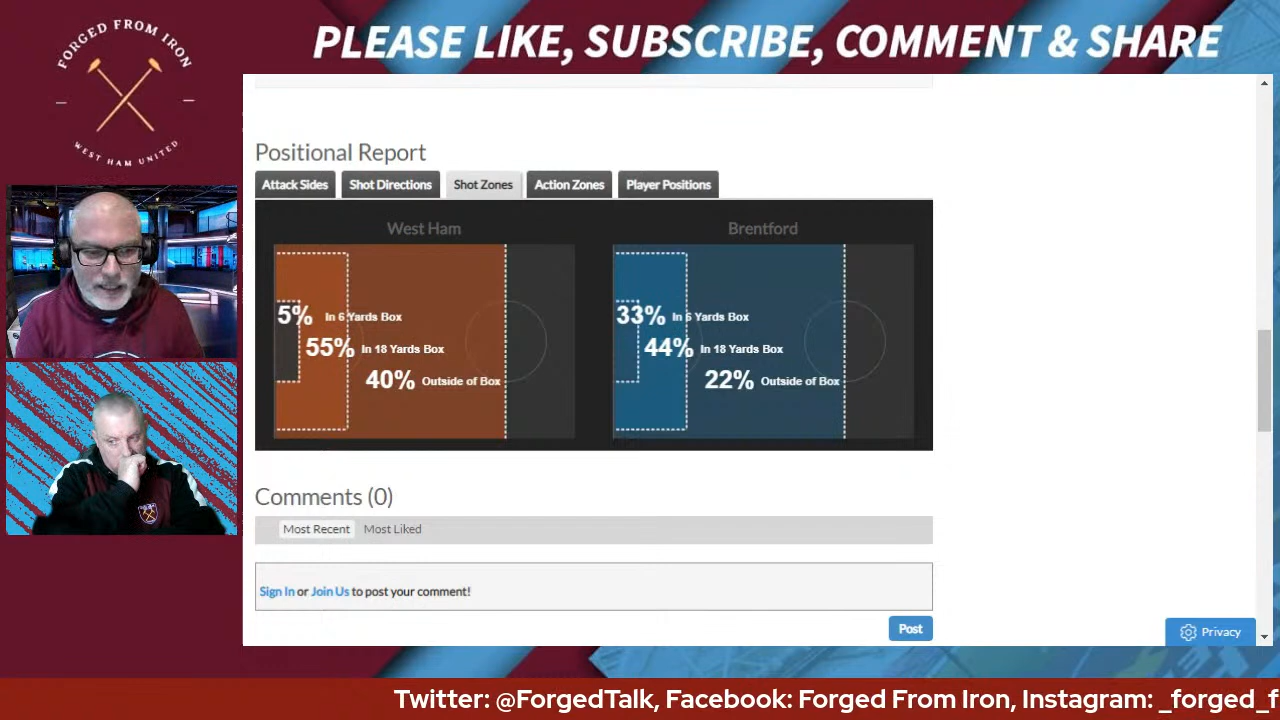 FORGED FROM IRON
WEST HAM UNITED
PLEASE LIKE, SUBSCRIBE, COMMENT & SHARE
Positional Report
Attack Sides
Shot Directions
Shot Zones
Action Zones
Player Positions
West Ham
Brentford
5% In 6 Yards Box
55% In 18 Yards Box
40% Outside of Box
33% In 6 Yards Box
44% In 18 Yards Box
22% Outside of Box
Comments (0)
Most Recent
Most Liked
Sign In or Join Us to post your comment!
Post
Privacy
Twitter: @ForgedTalk, Facebook: Forged From Iron, Instagram: _forged_f